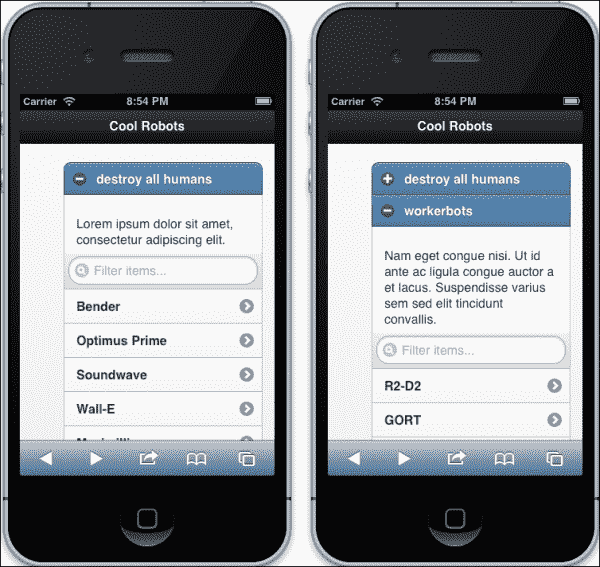 Carrier 8:54 PM
Cool Robots
destroy all humans
Lorem ipsum dolor sit amet,
consectetur adipiscing elit.
Filter items...
Bender
Optimus Prime
Soundwave
Wall-E
Carrier 8:54 PM
Cool Robots
destroy all humans
workerbots
Nam eget congue nisi. Ut id
ante ac ligula congue auctor a
et lacus. Suspendisse varius
sem sed elit tincidunt
convallis.
Filter items...
R2-D2
GORT